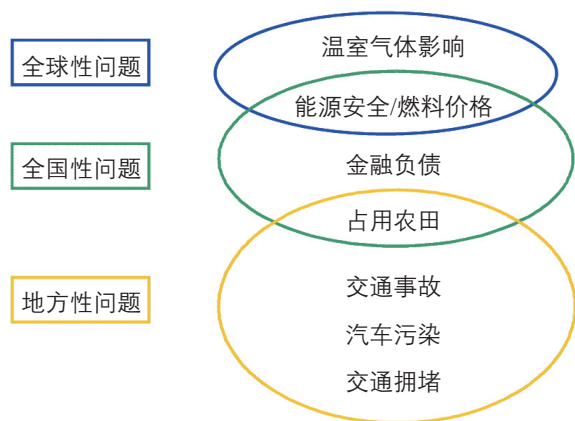 温室气体影响
全球性问题
能源安全/燃料价格
全国性问题
金融负债
占用农田
地方性问题
交通事故
汽车污染
交通拥堵